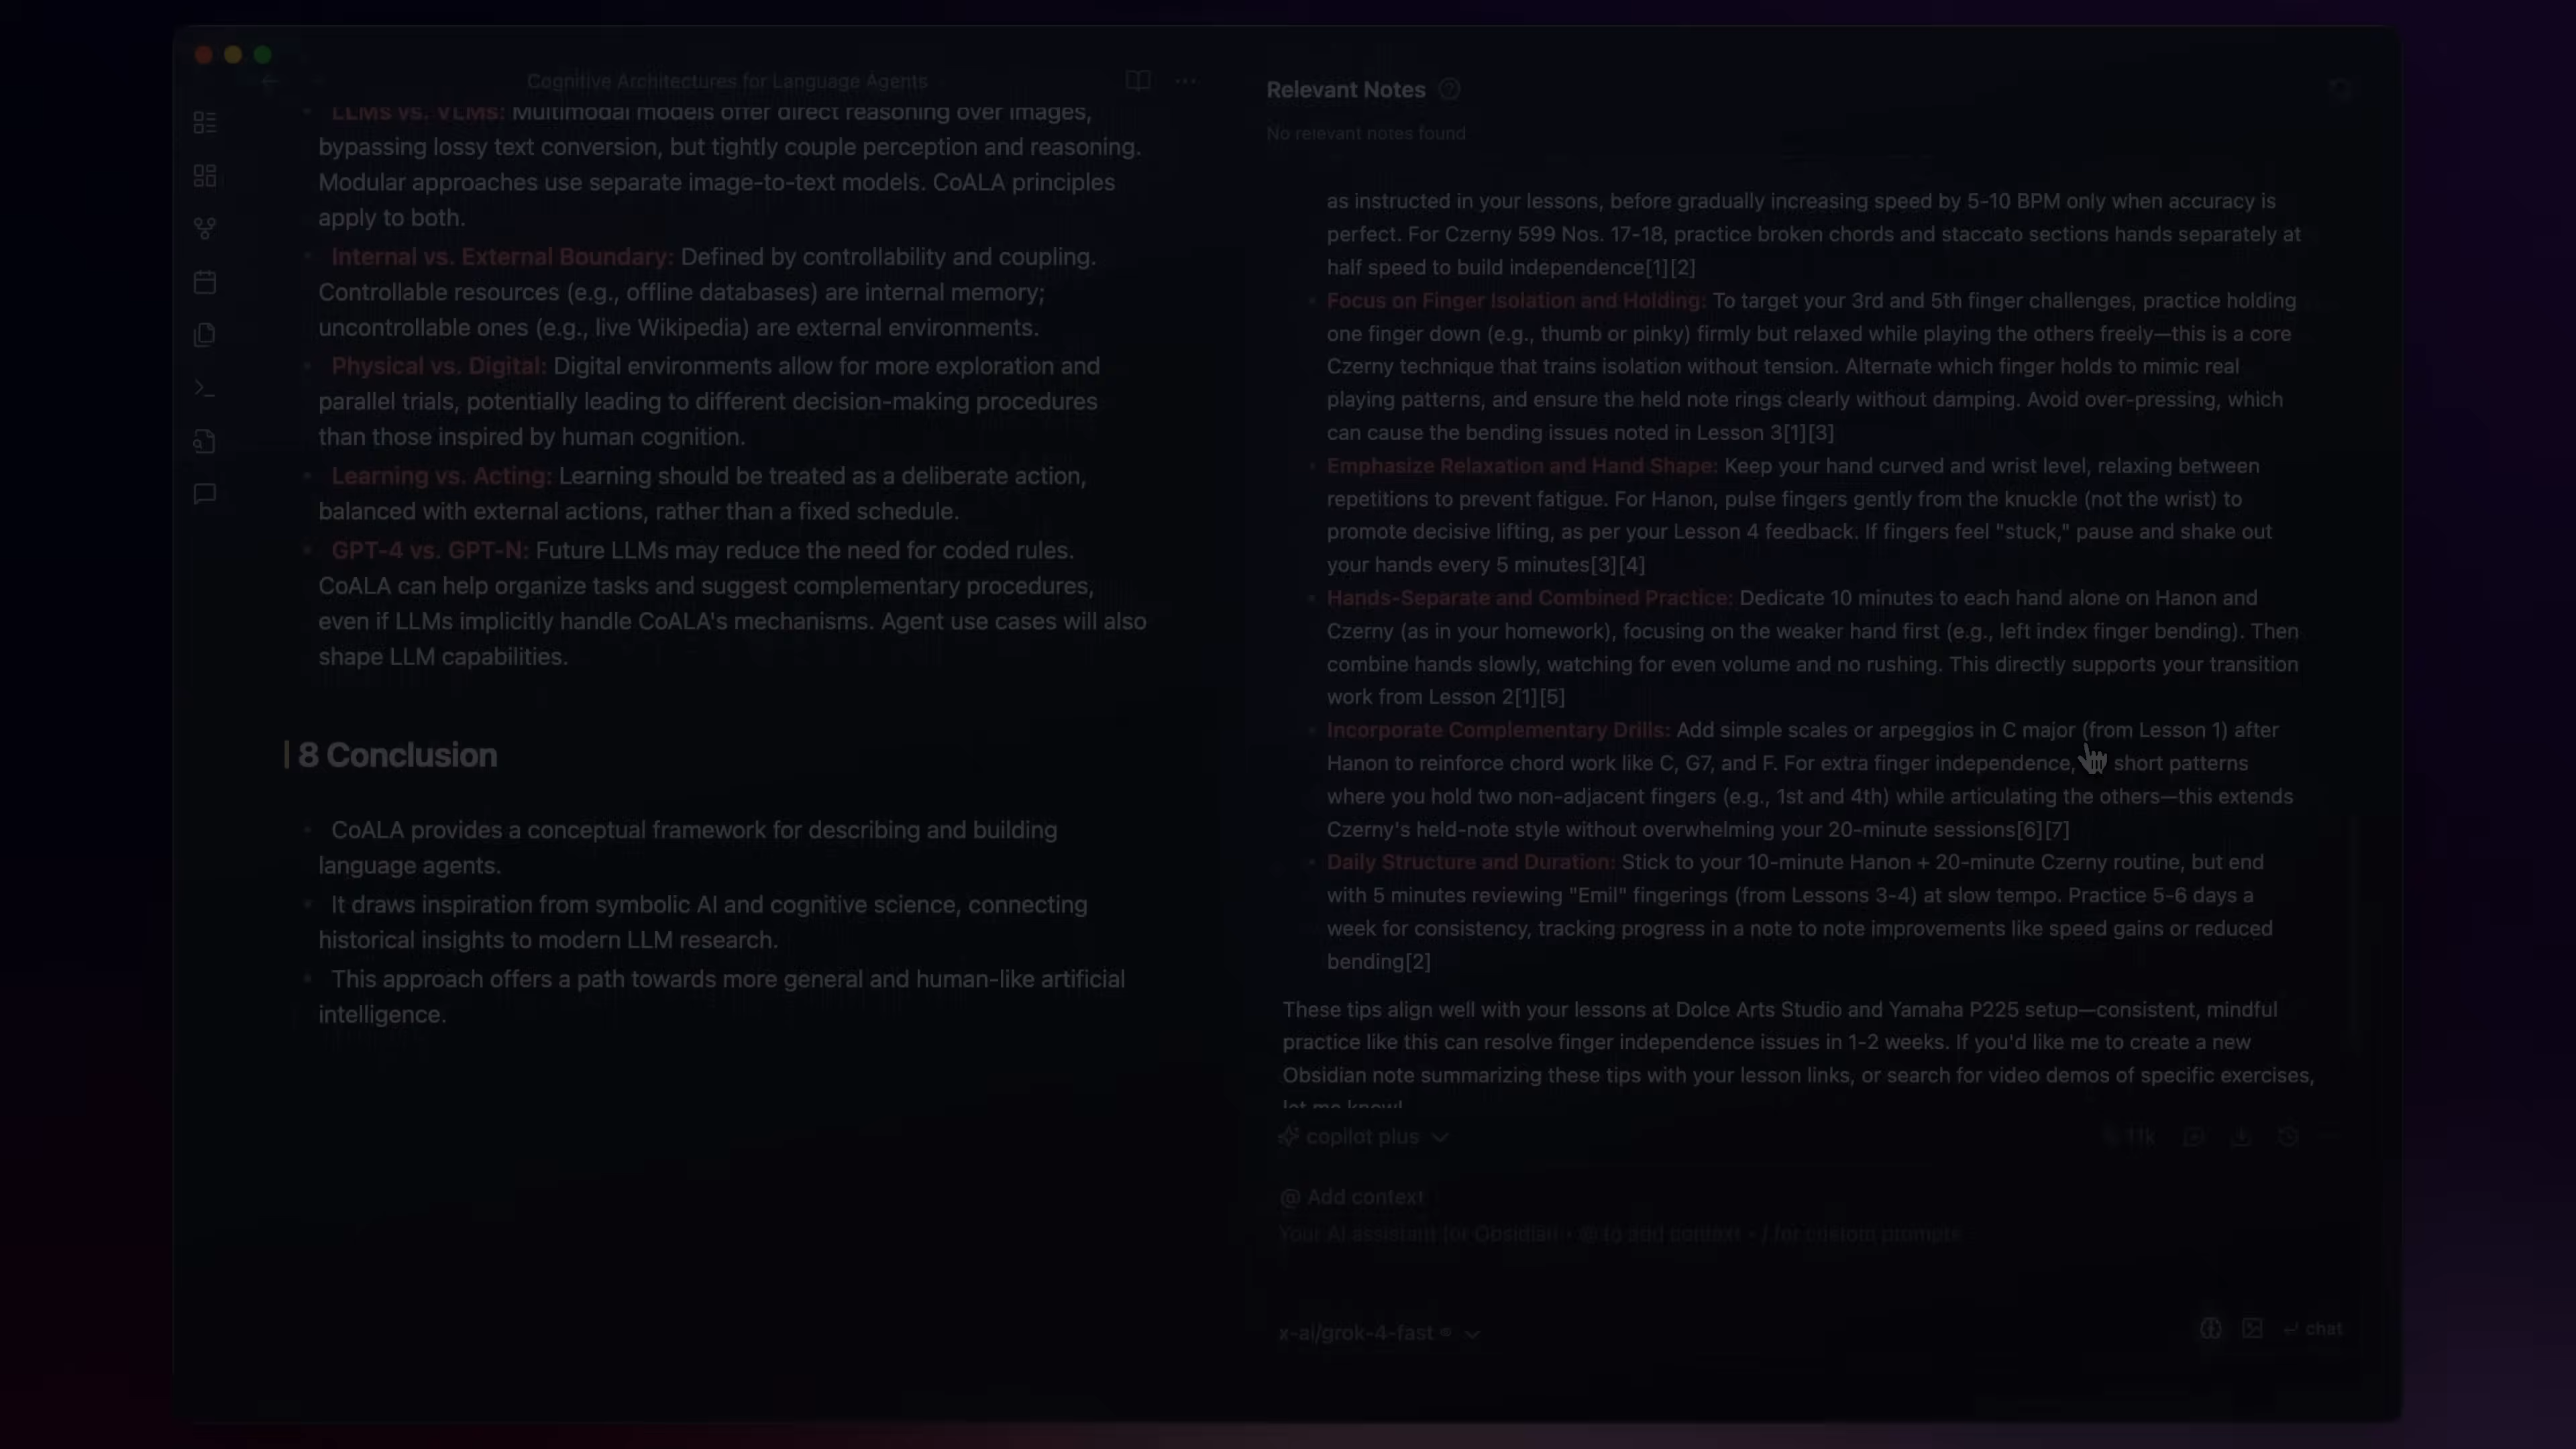 Cognitive Architectures for Language Agents
LLMs vs. VLMs: Multimodal models offer direct reasoning over images,
bypassing lossy text conversion, but tightly couple perception and reasoning.
Modular approaches use separate image-to-text models. CoALA principles
apply to both.
Internal vs. External Boundary: Defined by controllability and coupling.
Controllable resources (e.g., offline databases) are internal memory;
uncontrollable ones (e.g., live Wikipedia) are external environments.
Physical vs. Digital: Digital environments allow for more exploration and
parallel trials, potentially leading to different decision-making procedures
than those inspired by human cognition.
Learning vs. Acting: Learning should be treated as a deliberate action,
balanced with external actions, rather than a fixed schedule.
GPT-4 vs. GPT-N: Future LLMs may reduce the need for coded rules.
CoALA can help organize tasks and suggest complementary procedures,
even if LLMs implicitly handle CoALA's mechanisms. Agent use cases will also
shape LLM capabilities.
8 Conclusion
CoALA provides a conceptual framework for describing and building
language agents.
It draws inspiration from symbolic AI and cognitive science, connecting
historical insights to modern LLM research.
This approach offers a path towards more general and human-like artificial
intelligence.
Relevant Notes
No relevant notes found
as instructed in your lessons, before gradually increasing speed by 5-10 BPM only when accuracy is
perfect. For Czerny 599 Nos. 17-18, practice broken chords and staccato sections hands separately at
half speed to build independence[1][2]
Focus on Finger Isolation and Holding: To target your 3rd and 5th finger challenges, practice holding
one finger down (e.g., thumb or pinky) firmly but relaxed while playing the others freely—this is a core
Czerny technique that trains isolation without tension. Alternate which finger holds to mimic real
playing patterns, and ensure the held note rings clearly without damping. Avoid over-pressing, which
can cause the bending issues noted in Lesson 3[1][3]
Emphasize Relaxation and Hand Shape: Keep your hand curved and wrist level, relaxing between
repetitions to prevent fatigue. For Hanon, pulse fingers gently from the knuckle (not the wrist) to
promote decisive lifting, as per your Lesson 4 feedback. If fingers feel "stuck," pause and shake out
your hands every 5 minutes[3][4]
Hands-Separate and Combined Practice: Dedicate 10 minutes to each hand alone on Hanon and
Czerny (as in your homework), focusing on the weaker hand first (e.g., left index finger bending). Then
combine hands slowly, watching for even volume and no rushing. This directly supports your transition
work from Lesson 2[1][5]
Incorporate Complementary Drills: Add simple scales or arpeggios in C major (from Lesson 1) after
Hanon to reinforce chord work like C, G7, and F. For extra finger independence, short patterns
where you hold two non-adjacent fingers (e.g., 1st and 4th) while articulating the others—this extends
Czerny's held-note style without overwhelming your 20-minute sessions[6][7]
Daily Structure and Duration: Stick to your 10-minute Hanon + 20-minute Czerny routine, but end
with 5 minutes reviewing "Emil" fingerings (from Lessons 3-4) at slow tempo. Practice 5-6 days a
week for consistency, tracking progress in a note to note improvements like speed gains or reduced
bending[2]
These tips align well with your lessons at Dolce Arts Studio and Yamaha P225 setup—consistent, mindful
practice like this can resolve finger independence issues in 1-2 weeks. If you'd like me to create a new
Obsidian note summarizing these tips with your lesson links, or search for video demos of specific exercises,
let me know!
copilot plus
11k
@ Add context
Your AI assistant for Obsidian • @ to add context • / for custom prompts
x-ai/grok-4-fast
chat